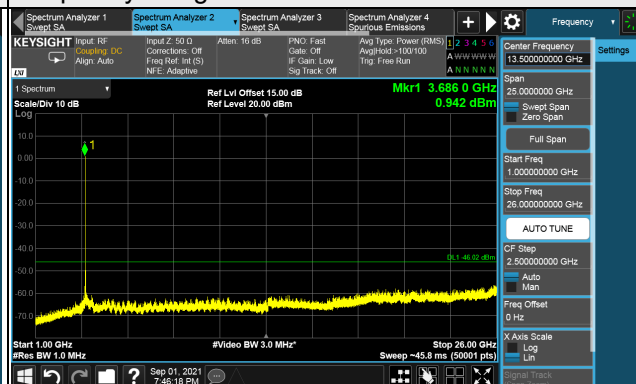 Spectrum Analyzer 1
Swept SA
Spectrum Analyzer 2
Swept SA
Spectrum Analyzer 3
Swept SA
Spectrum Analyzer 4
Spurious Emissions
Frequency
KEYSIGHT
Input: RF
Coupling: DC
Align: Auto
Input Z: 50 Ω
Corrections: Off
Freq Ref: Int (S)
NFE: Adaptive
Atten: 16 dB
PNO: Fast
Gate: Off
IF Gain: Low
Sig Track: Off
Avg Type: Power (RMS)
Avg|Hold:>100/100
Trig: Free Run
1 2 3 4 5 6
A W W W W W
A N N N N N
LXI
1 Spectrum
Scale/Div 10 dB
Log
Ref Lvl Offset 15.00 dB
Ref Level 20.00 dBm
Mkr1 3.686 0 GHz
0.942 dBm
10.0
0.00
-10.0
-20.0
-30.0
-40.0
-50.0
-60.0
-70.0
1
DL1 -46.02 dBm
Start 1.00 GHz
#Res BW 1.0 MHz
#Video BW 3.0 MHz*
Stop 26.00 GHz
Sweep ~45.8 ms (50001 pts)
Sep 01, 2021
7:46:18 PM
Center Frequency
13.500000000 GHz
Span
25.0000000 GHz
Swept Span
Zero Span
Full Span
Start Freq
1.000000000 GHz
Stop Freq
26.000000000 GHz
AUTO TUNE
CF Step
2.500000000 GHz
Auto
Man
Freq Offset
0 Hz
X Axis Scale
Log
Lin
Signal Track
Settings